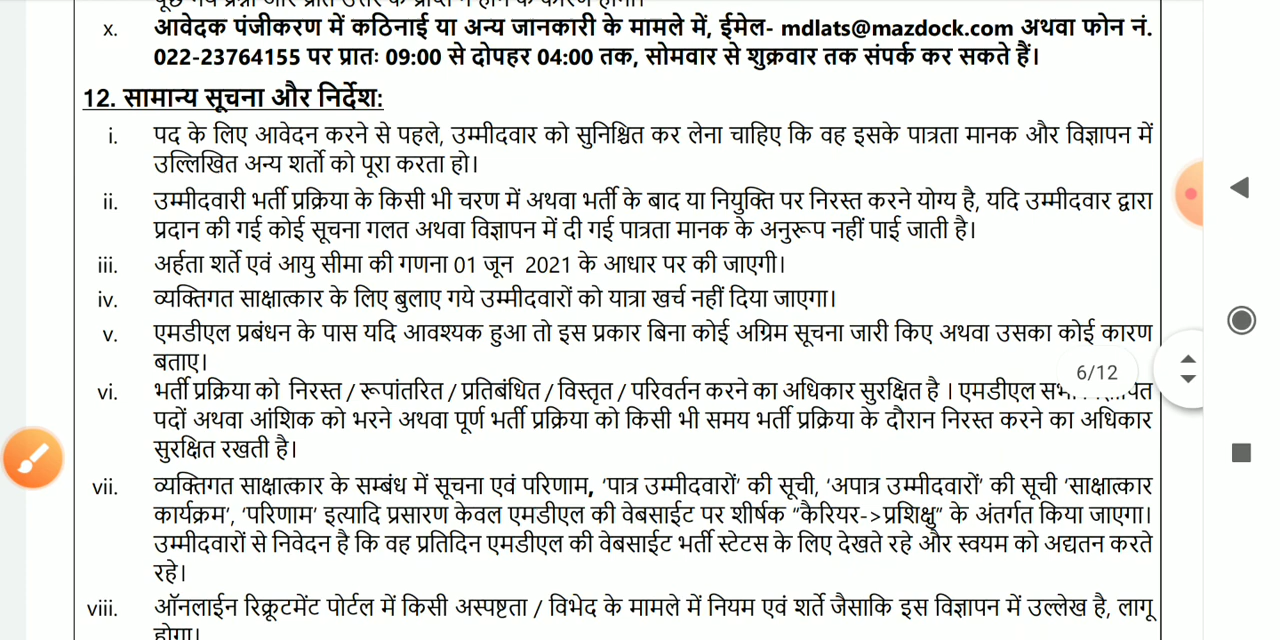 x. आवेदक पंजीकरण में कठिनाई या अन्य जानकारी के मामले में, ईमेल- mdlats@mazdock.com अथवा फोन नं.
022-23764155 पर प्रातः 09:00 से दोपहर 04:00 तक, सोमवार से शुक्रवार तक संपर्क कर सकते हैं।
12. सामान्य सूचना और निर्देश:
i. पद के लिए आवेदन करने से पहले, उम्मीदवार को सुनिश्चित कर लेना चाहिए कि वह इसके पात्रता मानक और विज्ञापन में
उल्लिखित अन्य शर्तो को पूरा करता हो।
ii. उम्मीदवारी भर्ती प्रक्रिया के किसी भी चरण में अथवा भर्ती के बाद या नियुक्ति पर निरस्त करने योग्य है, यदि उम्मीदवार द्वारा
प्रदान की गई कोई सूचना गलत अथवा विज्ञापन में दी गई पात्रता मानक के अनुरूप नहीं पाई जाती है।
iii. अर्हता शर्ते एवं आयु सीमा की गणना 01 जून 2021 के आधार पर की जाएगी।
iv. व्यक्तिगत साक्षात्कार के लिए बुलाए गये उम्मीदवारों को यात्रा खर्च नहीं दिया जाएगा।
v. एमडीएल प्रबंधन के पास यदि आवश्यक हुआ तो इस प्रकार बिना कोई अग्रिम सूचना जारी किए अथवा उसका कोई कारण
बताए।
6/12
vi. भर्ती प्रक्रिया को निरस्त / रूपांतरित / प्रतिबंधित / विस्तृत / परिवर्तन करने का अधिकार सुरक्षित है । एमडीएल
पदों अथवा आंशिक को भरने अथवा पूर्ण भर्ती प्रक्रिया को किसी भी समय भर्ती प्रक्रिया के दौरान निरस्त करने का अधिकार
सुरक्षित रखती है।
vii. व्यक्तिगत साक्षात्कार के सम्बंध में सूचना एवं परिणाम, ‘पात्र उम्मीदवारों’ की सूची, ‘अपात्र उम्मीदवारों’ की सूची ‘साक्षात्कार
कार्यक्रम’, ‘परिणाम’ इत्यादि प्रसारण केवल एमडीएल की वेबसाईट पर शीर्षक “कैरियर->प्रशिक्षु” के अंतर्गत किया जाएगा।
उम्मीदवारों से निवेदन है कि वह प्रतिदिन एमडीएल की वेबसाईट भर्ती स्टेटस के लिए देखते रहे और स्वयम को अद्यतन करते
रहे।
viii. ऑनलाईन रिक्रूटमेंट पोर्टल में किसी अस्पष्टता / विभेद के मामले में नियम एवं शर्ते जैसाकि इस विज्ञापन में उल्लेख है, लागू
होगा।